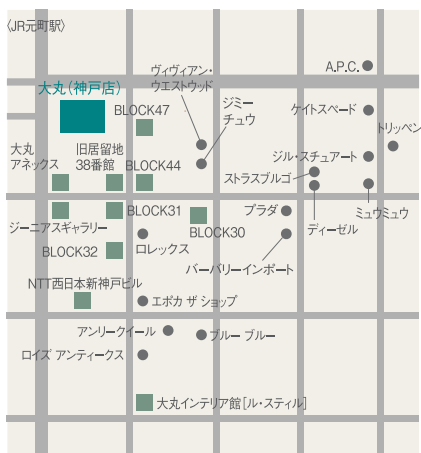 〈JR元町駅〉
A.P.C.
ヴィヴィアン・
ウエストウッド
大丸（神戸店）
BLOCK47
ジミー
チュウ
ケイトスペード
トリッペン
大丸
アネックス
旧居留地
38番館
BLOCK44
ジル・スチュアート
ストラスブルゴ
BLOCK31
プラダ
ミュウミュウ
ジーニアスギャラリー
ディーゼル
BLOCK30
BLOCK32
ロレックス
バーバリーインポート
NTT西日本新神戸ビル
エポカ ザ ショップ
アンリークイール
ブルー ブルー
ロイズ アンティークス
大丸インテリア館［ル・スティル］